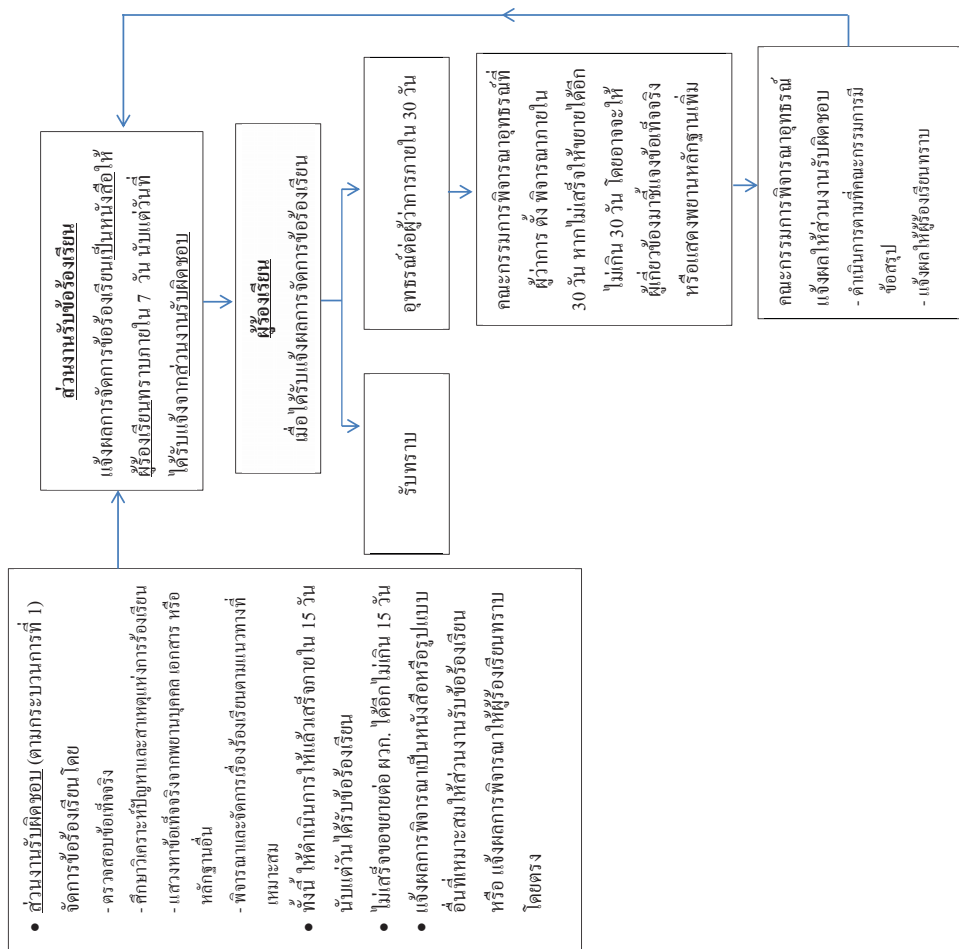 ● ส่วนงานรับผิดชอบ (ตามกระบวนการที่ 1)
จัดการข้อร้องเรียนโดย
- ตรวจสอบข้อเท็จจริง
- ศึกษาวิเคราะห์ปัญหาและสาเหตุแห่งการร้องเรียน
- แสวงหาข้อเท็จจริงจากพยานบุคคล เอกสาร หรือ
หลักฐานอื่น
- พิจารณาและจัดการเรื่องร้องเรียนตามแนวทางที่
เหมาะสม
● ทั้งนี้ ให้ดำเนินการให้แล้วเสร็จภายใน 15 วัน
นับแต่วันได้รับข้อร้องเรียน
● ไม่เสร็จขอขยายต่อ ผวก. ได้อีกไม่เกิน 15 วัน
● แจ้งผลการพิจารณาเป็นหนังสือหรือรูปแบบ
อื่นที่เหมาะสมให้ส่วนงานรับข้อร้องเรียน
หรือ แจ้งผลการพิจารณาให้ผู้ร้องเรียนทราบ
โดยตรง
ส่วนงานรับข้อร้องเรียน
แจ้งผลการจัดการข้อร้องเรียนเป็นหนังสือให้
ผู้ร้องเรียนทราบภายใน 7 วัน นับแต่วันที่
ได้รับแจ้งจากส่วนงานรับผิดชอบ
ผู้ร้องเรียน
เมื่อได้รับแจ้งผลการจัดการข้อร้องเรียน
รับทราบ
อุทธรณ์ต่อผู้ว่าการภายใน 30 วัน
คณะกรรมการพิจารณาอุทธรณ์ที่
ผู้ว่าการ ตั้ง พิจารณาภายใน
30 วัน หากไม่เสร็จให้ขยายได้อีก
ไม่เกิน 30 วัน โดยอาจจะให้
ผู้เกี่ยวข้องมาชี้แจงข้อเท็จจริง
หรือแสดงพยานหลักฐานเพิ่ม
คณะกรรมการพิจารณาอุทธรณ์
แจ้งผลให้ส่วนงานรับผิดชอบ
- ดำเนินการตามที่คณะกรรมการมี
ข้อสรุป
- แจ้งผลให้ผู้ร้องเรียนทราบ